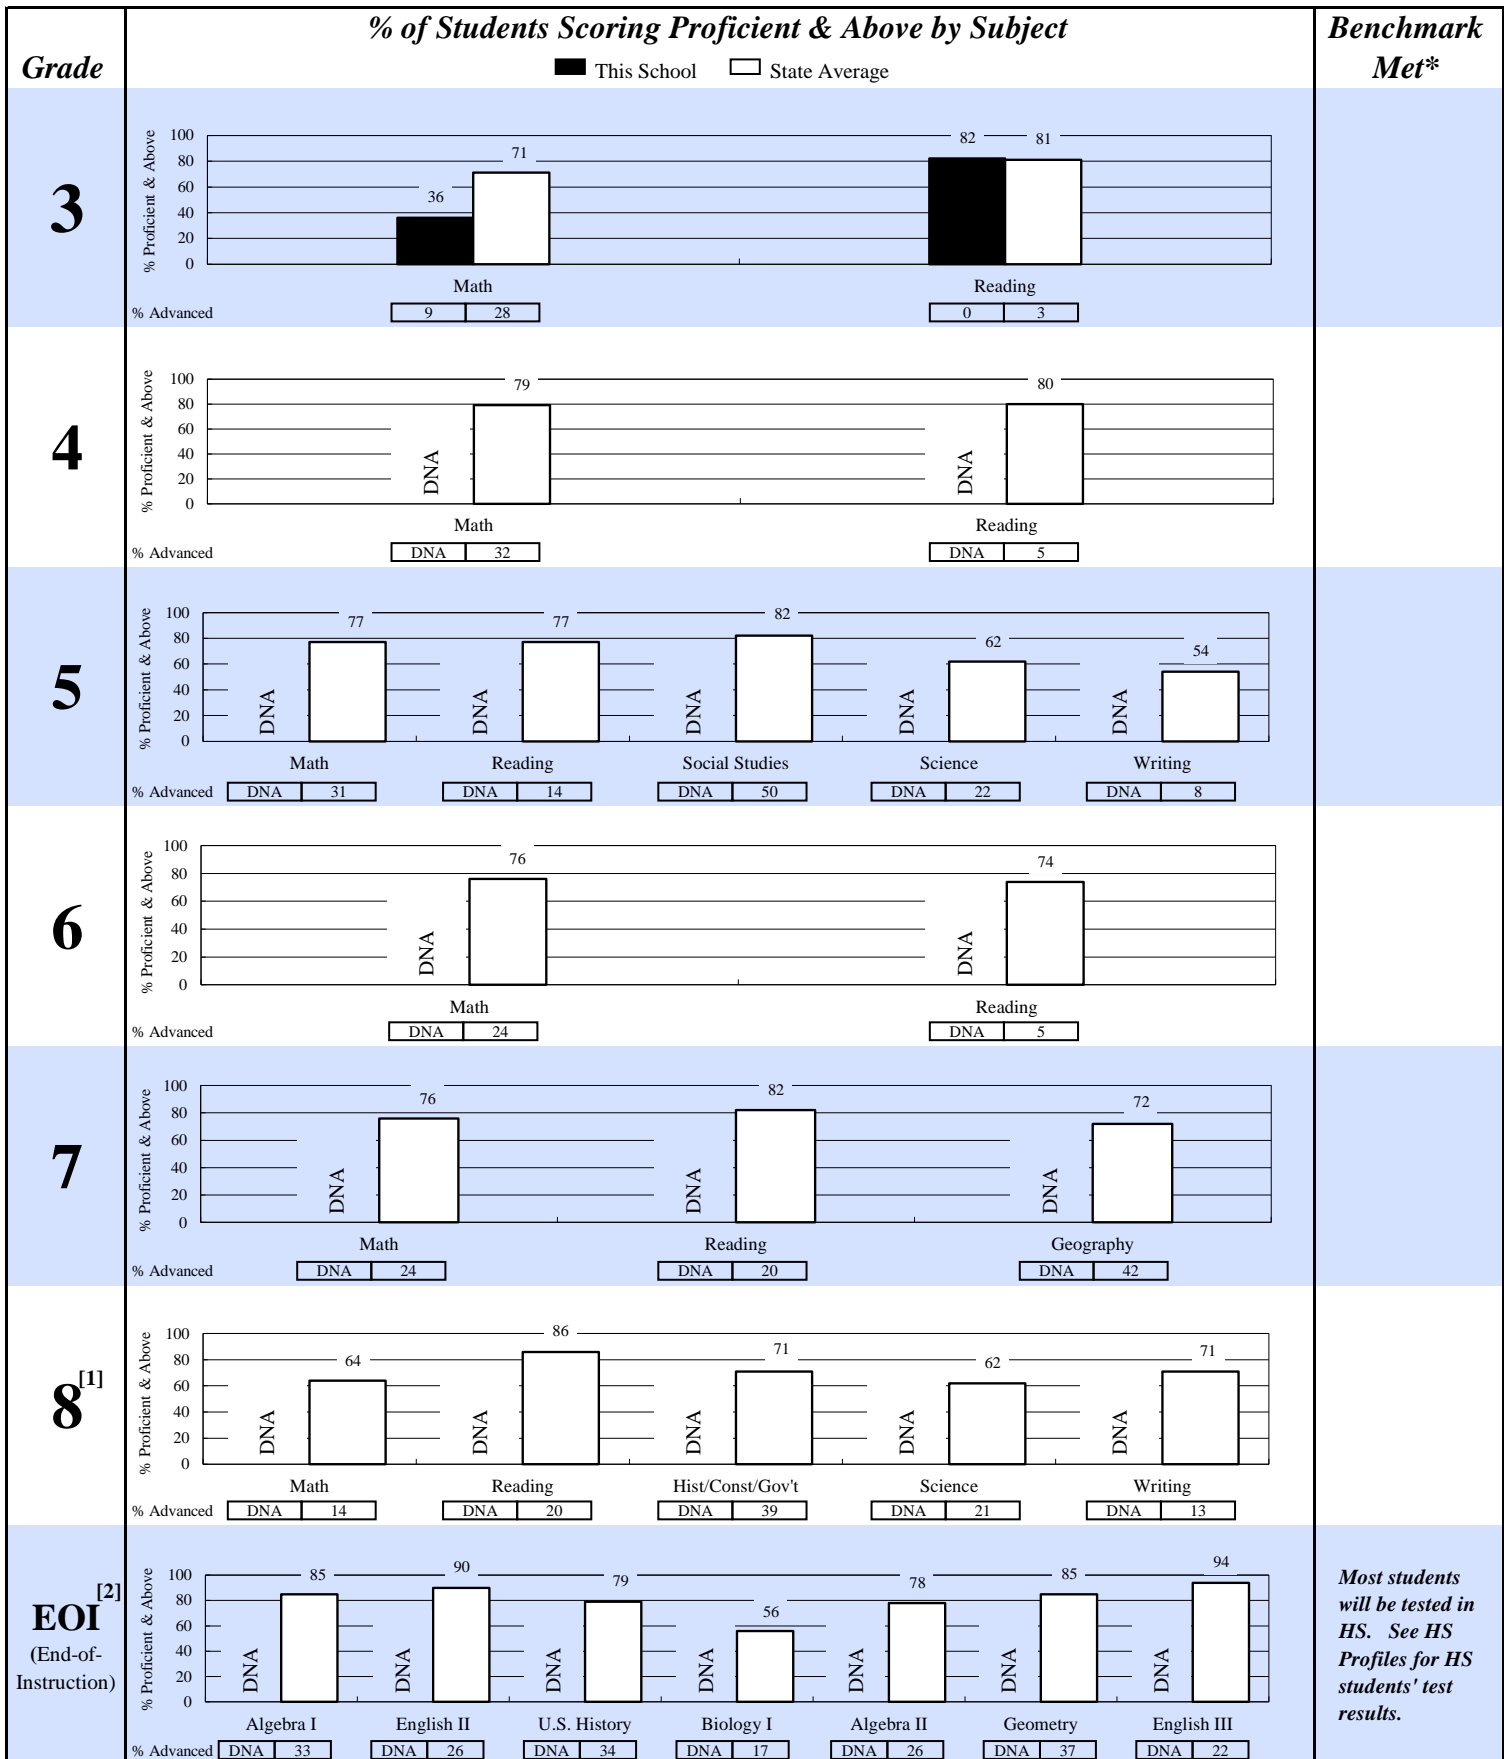 % of Students Scoring Proficient & Above by Subject
Benchmark
Met*
Grade
This School State Average
3
% Proficient & Above
100
80
60
40
20
0
36 71
82 81
Math Reading
% Advanced 9 28 0 3
4
% Proficient & Above
100
80
60
40
20
0
DNA 79
DNA 80
Math Reading
% Advanced DNA 32 DNA 5
5
% Proficient & Above
100
80
60
40
20
0
DNA 77
DNA 77
DNA 82
DNA 62
DNA 54
Math Reading Social Studies Science Writing
% Advanced DNA 31 DNA 14 DNA 50 DNA 22 DNA 8
6
% Proficient & Above
100
80
60
40
20
0
DNA 76
DNA 74
Math Reading
% Advanced DNA 24 DNA 5
7
% Proficient & Above
100
80
60
40
20
0
DNA 76
DNA 82
DNA 72
Math Reading Geography
% Advanced DNA 24 DNA 20 DNA 42
8[1]
% Proficient & Above
100
80
60
40
20
0
DNA 64
DNA 86
DNA 71
DNA 62
DNA 71
Math Reading Hist/Const/Gov't Science Writing
% Advanced DNA 14 DNA 20 DNA 39 DNA 21 DNA 13
EOI[2]
(End-of-
Instruction)
% Proficient & Above
100
80
60
40
20
0
DNA 85
DNA 90
DNA 79
DNA 56
DNA 78
DNA 85
DNA 94
Algebra I English II U.S. History Biology I Algebra II Geometry English III
% Advanced DNA 33 DNA 26 DNA 34 DNA 17 DNA 26 DNA 37 DNA 22
Most students
will be tested in
HS. See HS
Profiles for HS
students' test
results.